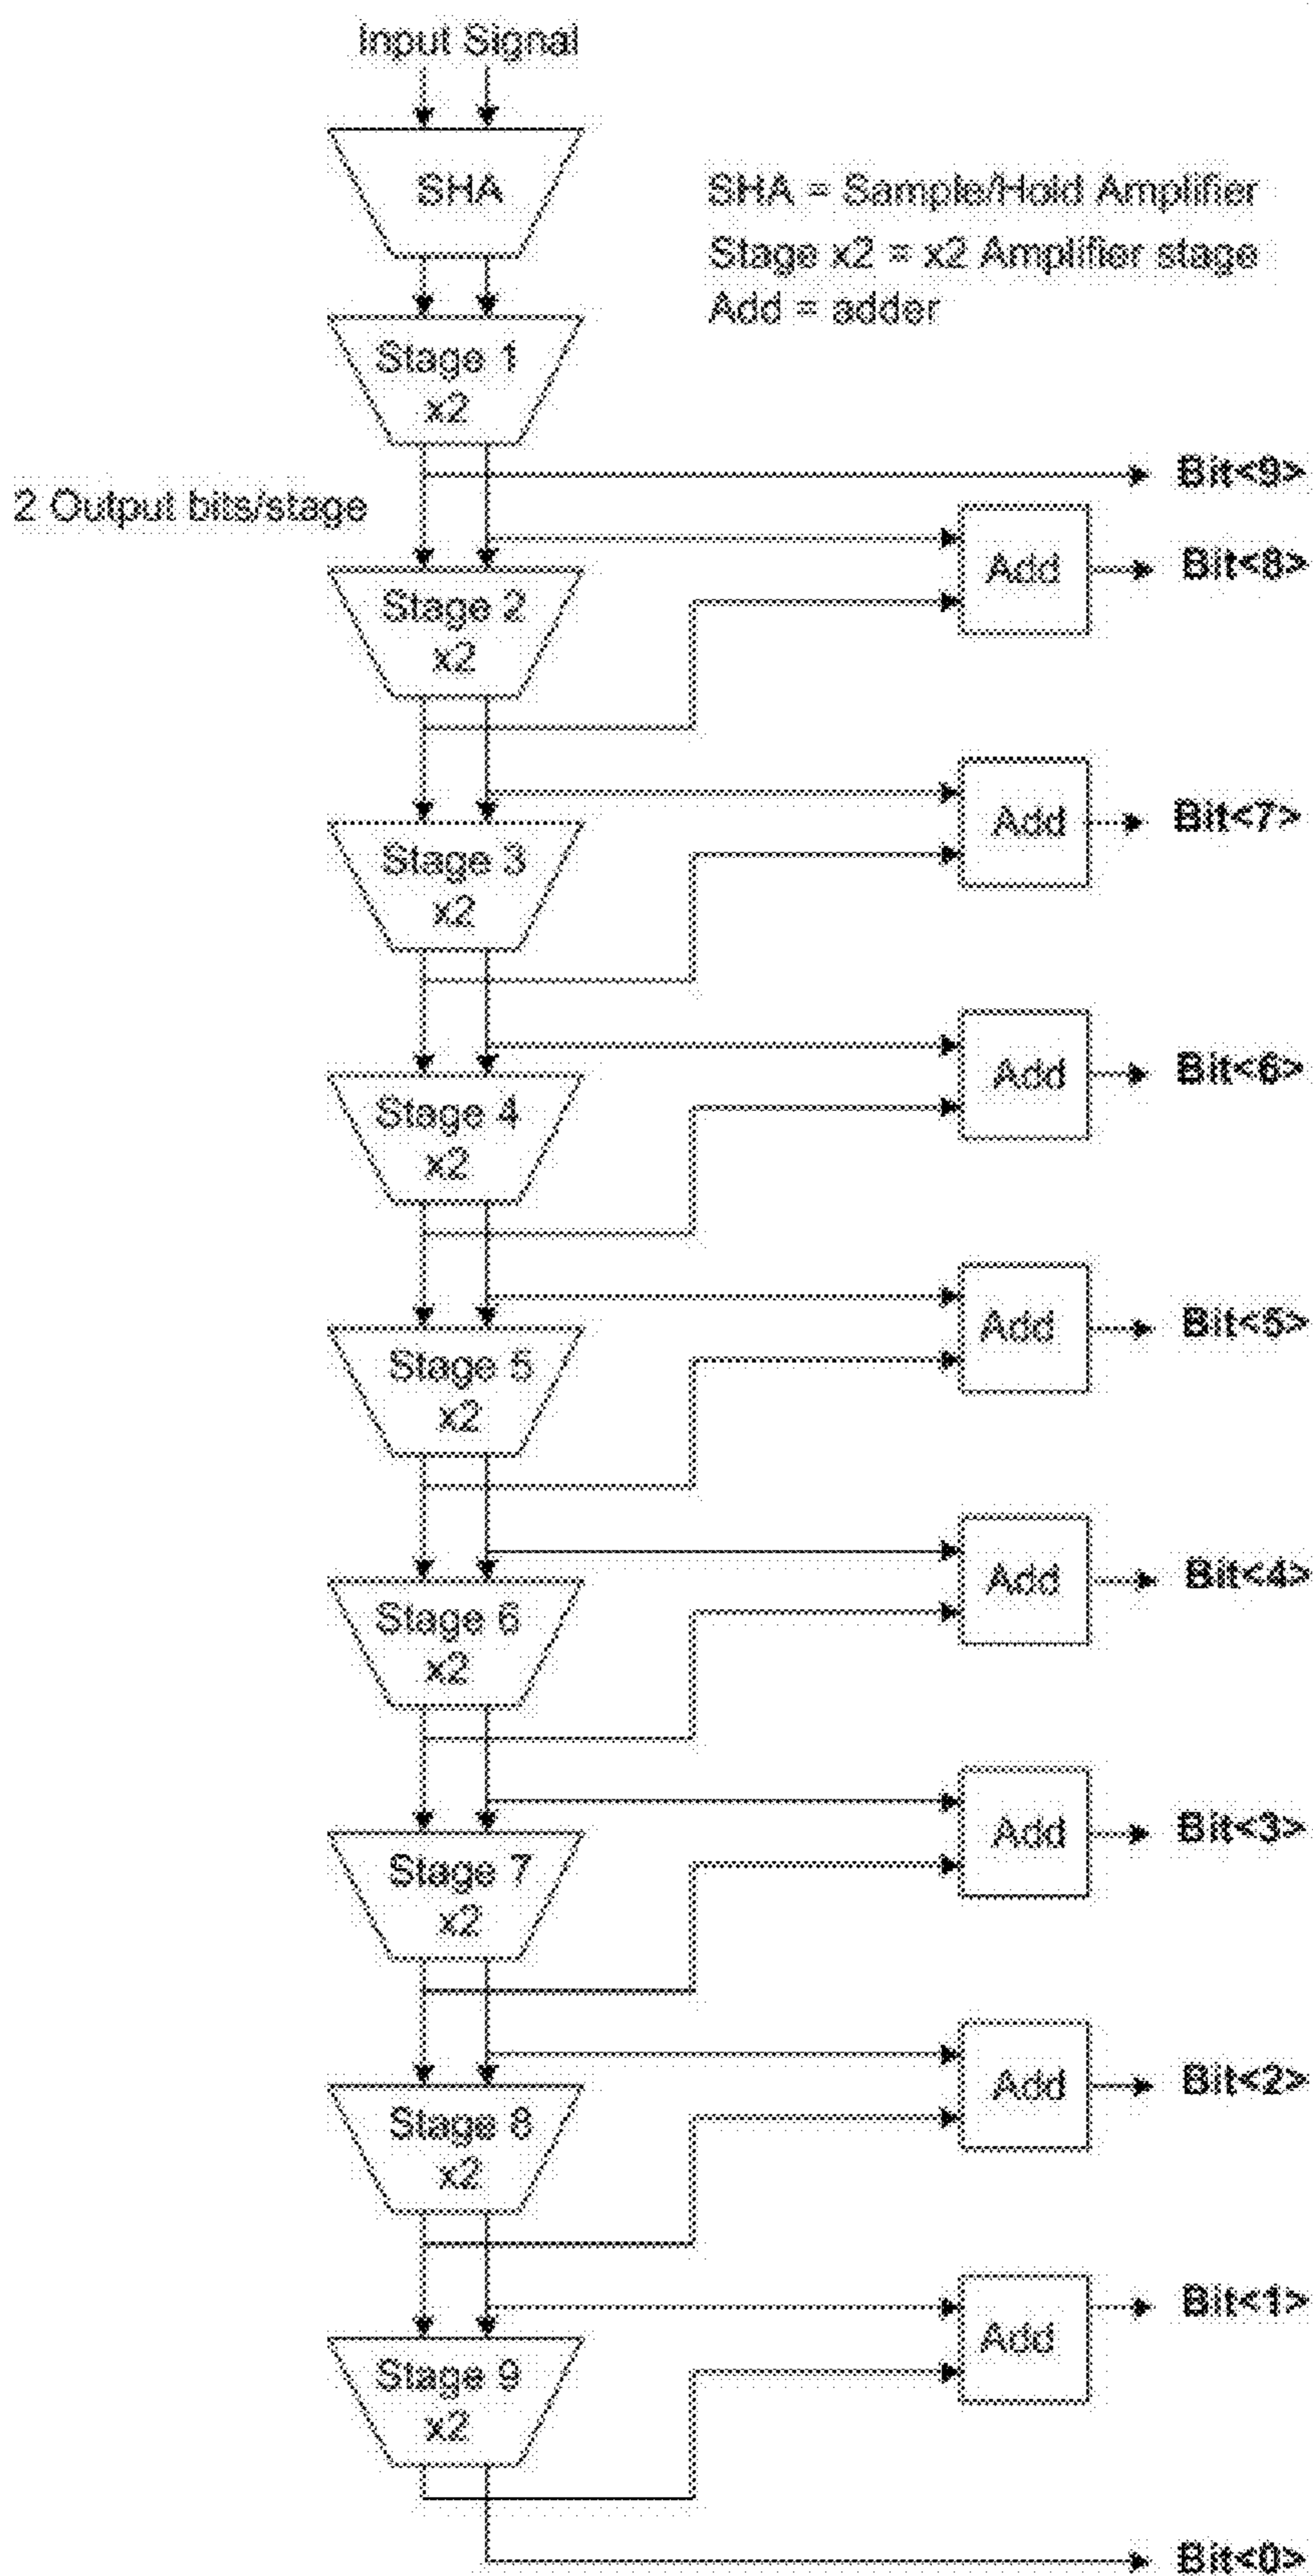 Input Signal
SHA
SHA = Sample/Hold Amplifier
Stage x2 = x2 Amplifier stage
Add = adder
Stage 1
x2
Bit<9>
2 Output bits/stage
Add
Bit<8>
Stage 2
x2
Add
Bit<7>
Stage 3
x2
Add
Bit<6>
Stage 4
x2
Add
Bit<5>
Stage 5
x2
Add
Bit<4>
Stage 6
x2
Add
Bit<3>
Stage 7
x2
Add
Bit<2>
Stage 8
x2
Add
Bit<1>
Stage 9
x2
Bit<0>